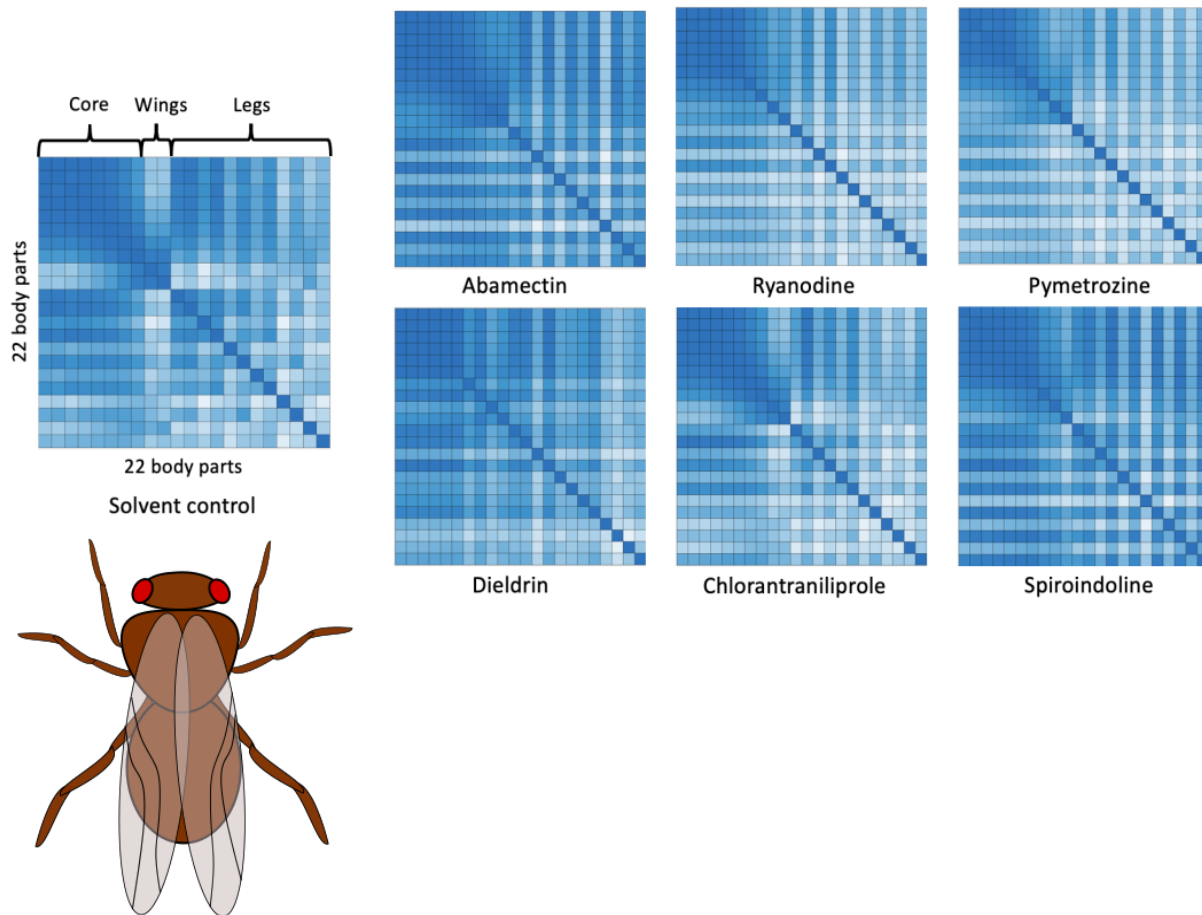 Core Wings Legs
22 body parts
22 body parts
Solvent control
Abamectin
Ryanodine
Pymetrozine
Dieldrin
Chlorantraniliprole
Spiroindoline